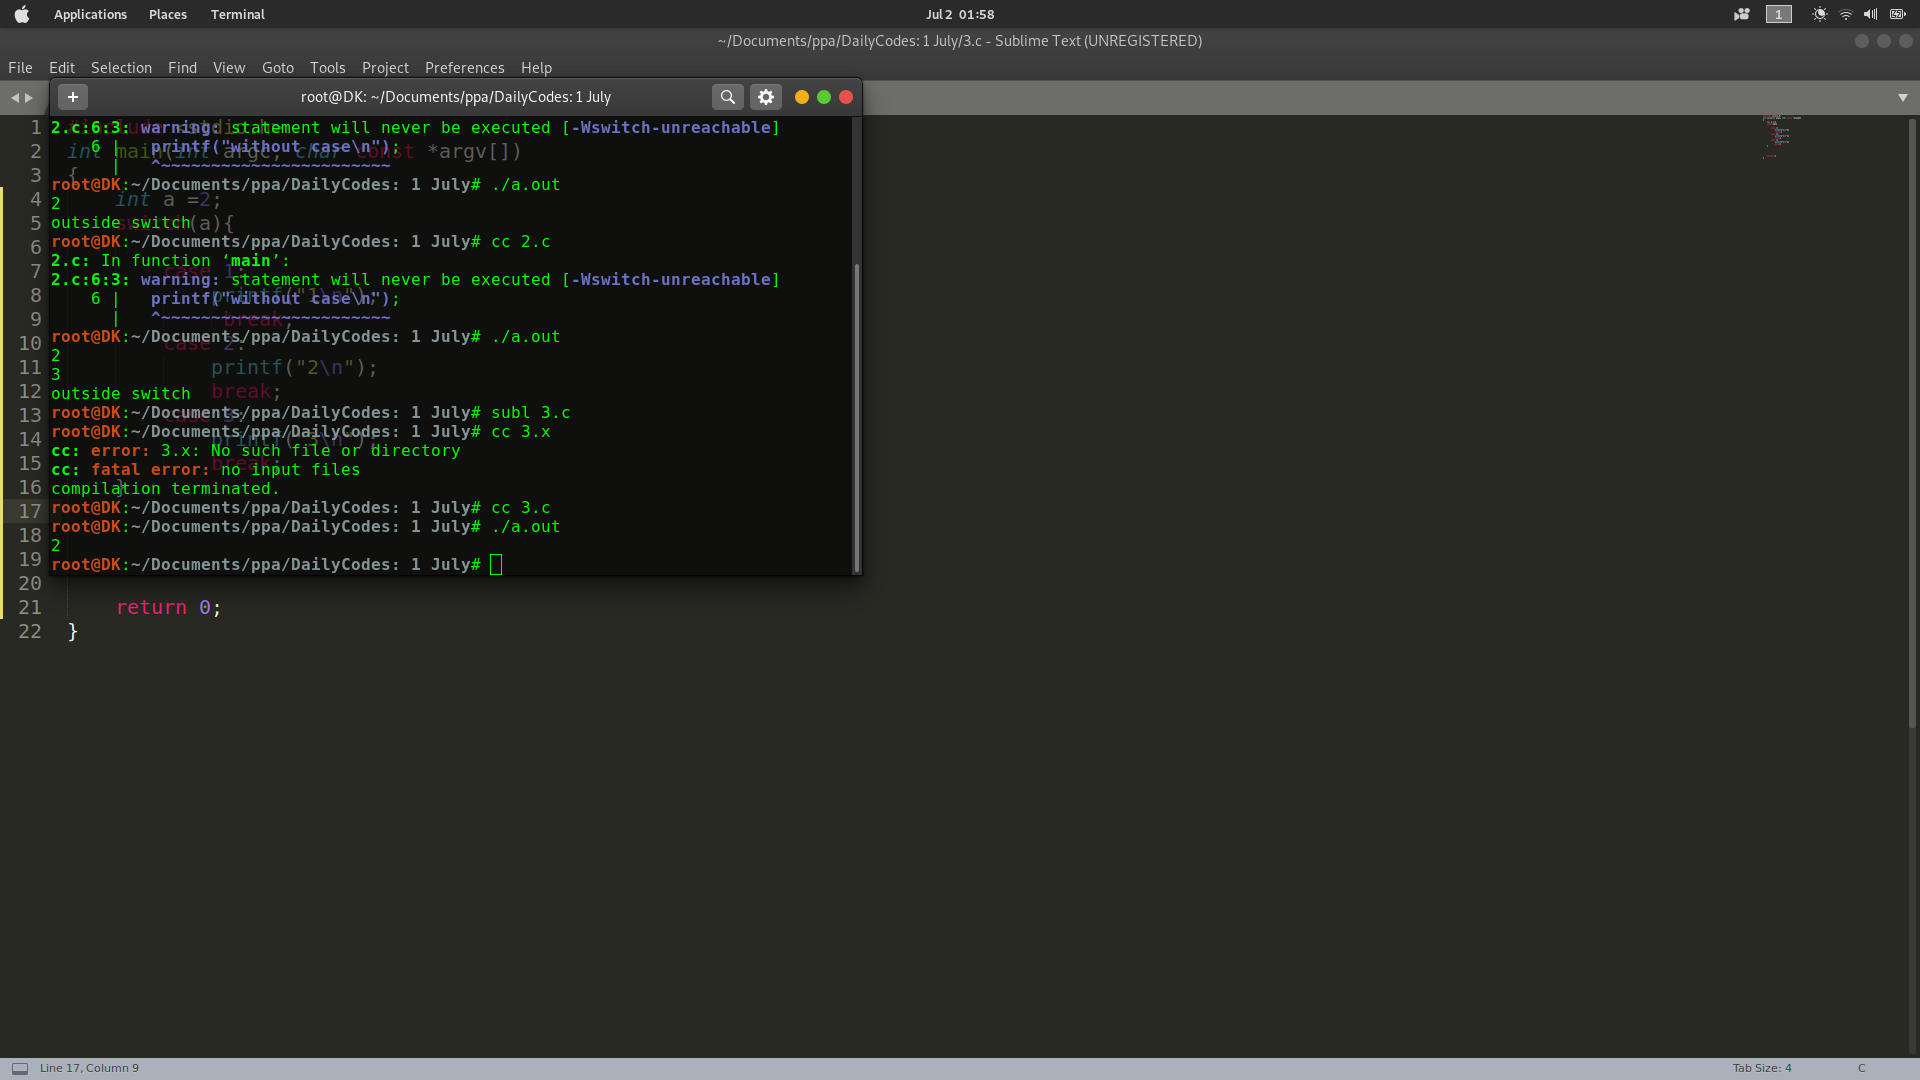 Applications Places Terminal Jul 2 01:58 1
~/Documents/ppa/DailyCodes: 1 July/3.c - Sublime Text (UNREGISTERED)
File Edit Selection Find View Goto Tools Project Preferences Help
+ root@DK: ~/Documents/ppa/DailyCodes: 1 July
2.c:6:3: warning: statement will never be executed [-Wswitch-unreachable]
6 | printf("without case\n");
| ^~~~~~~~~~~~~~~~~~~~~~~~
root@DK:~/Documents/ppa/DailyCodes: 1 July# ./a.out
2
outside switch
root@DK:~/Documents/ppa/DailyCodes: 1 July# cc 2.c
2.c: In function ‘main’:
2.c:6:3: warning: statement will never be executed [-Wswitch-unreachable]
6 | printf("without case\n");
| ^~~~~~~~~~~~~~~~~~~~~~~~
root@DK:~/Documents/ppa/DailyCodes: 1 July# ./a.out
2
3
outside switch
root@DK:~/Documents/ppa/DailyCodes: 1 July# subl 3.c
root@DK:~/Documents/ppa/DailyCodes: 1 July# cc 3.x
cc: error: 3.x: No such file or directory
cc: fatal error: no input files
compilation terminated.
root@DK:~/Documents/ppa/DailyCodes: 1 July# cc 3.c
root@DK:~/Documents/ppa/DailyCodes: 1 July# ./a.out
2
root@DK:~/Documents/ppa/DailyCodes: 1 July#
1 #include <stdio.h>
2 int main(int argc, char const *argv[])
3 {
4 int a =2;
5 switch(a){
6
7 case 1:
8 printf("1\n");
9 break;
10 case 2:
11 printf("2\n");
12 break;
13 case 3:
14 printf("3\n");
15 break;
16 }
17
18
19
20
21 return 0;
22 }
Line 17, Column 9 Tab Size: 4 C